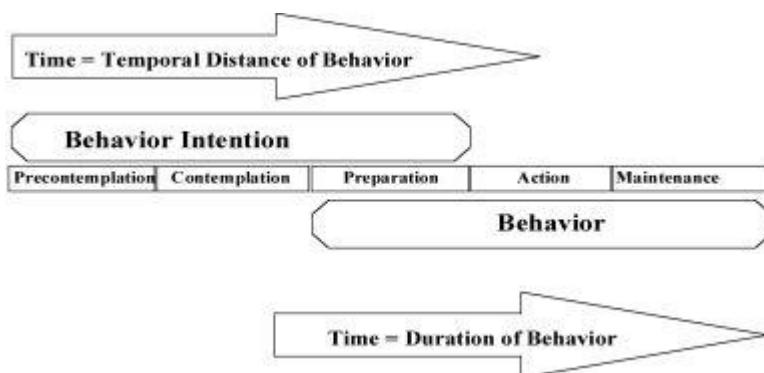 Time = Temporal Distance of Behavior
Behavior Intention
Precontemplation Contemplation Preparation Action Maintenance
Behavior
Time = Duration of Behavior